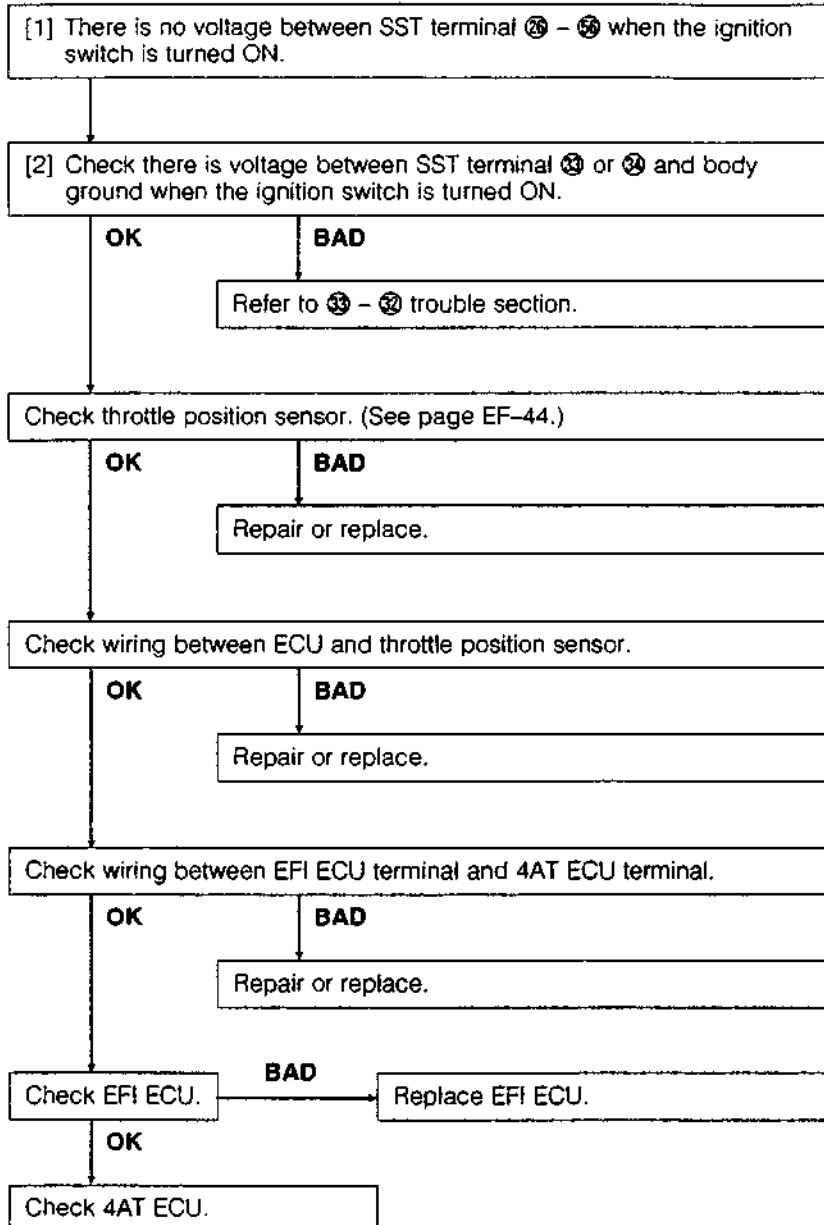 [1] There is no voltage between SST terminal ㉖ – 56 when the ignition
switch is turned ON.
[2] Check there is voltage between SST terminal ㉝ or ㉞ and body
ground when the ignition switch is turned ON.
OK
BAD
Refer to ㉝ – ㉜ trouble section.
Check throttle position sensor. (See page EF–44.)
OK
BAD
Repair or replace.
Check wiring between ECU and throttle position sensor.
OK
BAD
Repair or replace.
Check wiring between EFI ECU terminal and 4AT ECU terminal.
OK
BAD
Repair or replace.
Check EFI ECU.
BAD
Replace EFI ECU.
OK
Check 4AT ECU.